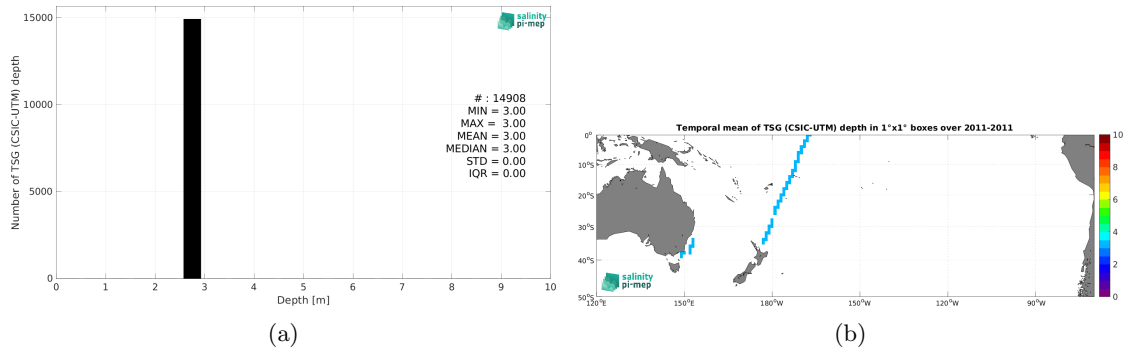 15000
10000
5000
0
Number of TSG (CSIC-UTM) depth
salinity
pi-mep
# : 14908
MIN = 3.00
MAX = 3.00
MEAN = 3.00
MEDIAN = 3.00
STD = 0.00
IQR = 0.00
0 1 2 3 4 5 6 7 8 9 10
Depth [m]
(a)
Temporal mean of TSG (CSIC-UTM) depth in 1°x1° boxes over 2011-2011
0°
10°S
20°S
30°S
40°S
50°S
120°E 150°E 180°W 150°W 120°W 90°W
salinity
pi-mep
10
8
6
4
2
0
(b)